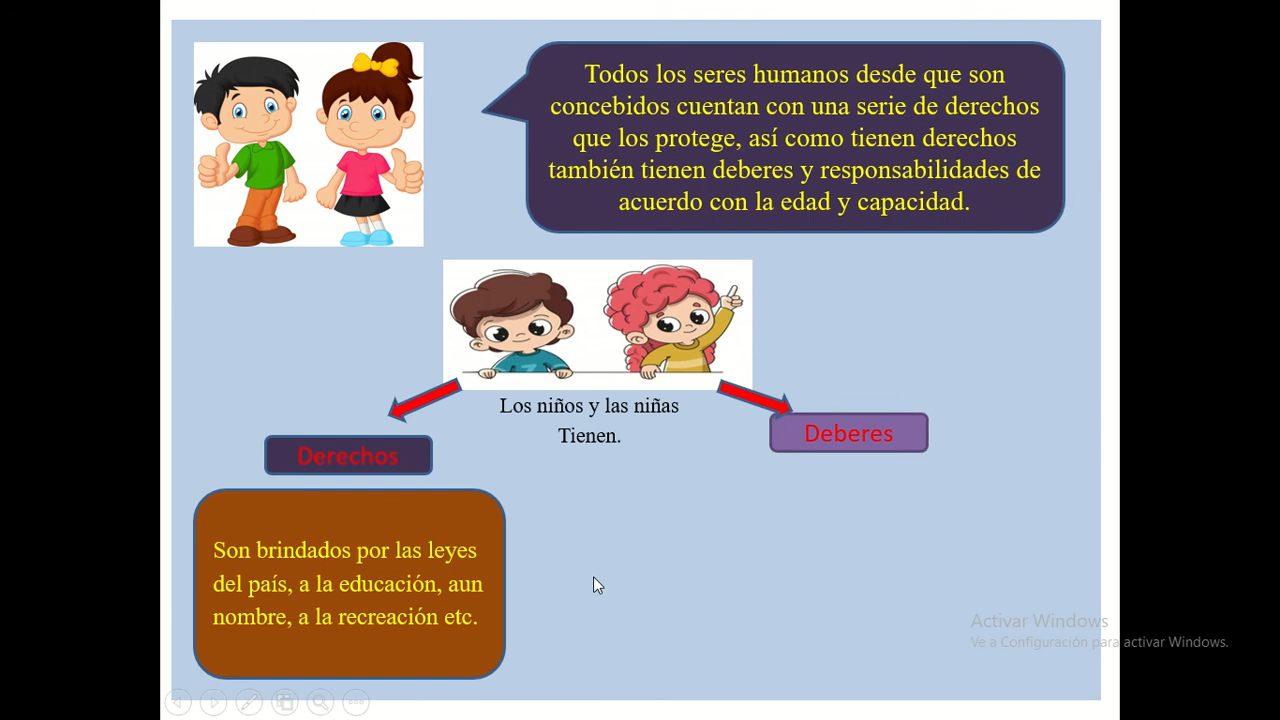 Todos los seres humanos desde que son
concebidos cuentan con una serie de derechos
que los protege, así como tienen derechos
también tienen deberes y responsabilidades de
acuerdo con la edad y capacidad.
Los niños y las niñas
Tienen.
Derechos
Deberes
Son brindados por las leyes
del país, a la educación, aun
nombre, a la recreación etc.
Activar Windows
Ve a Configuración para activar Windows.